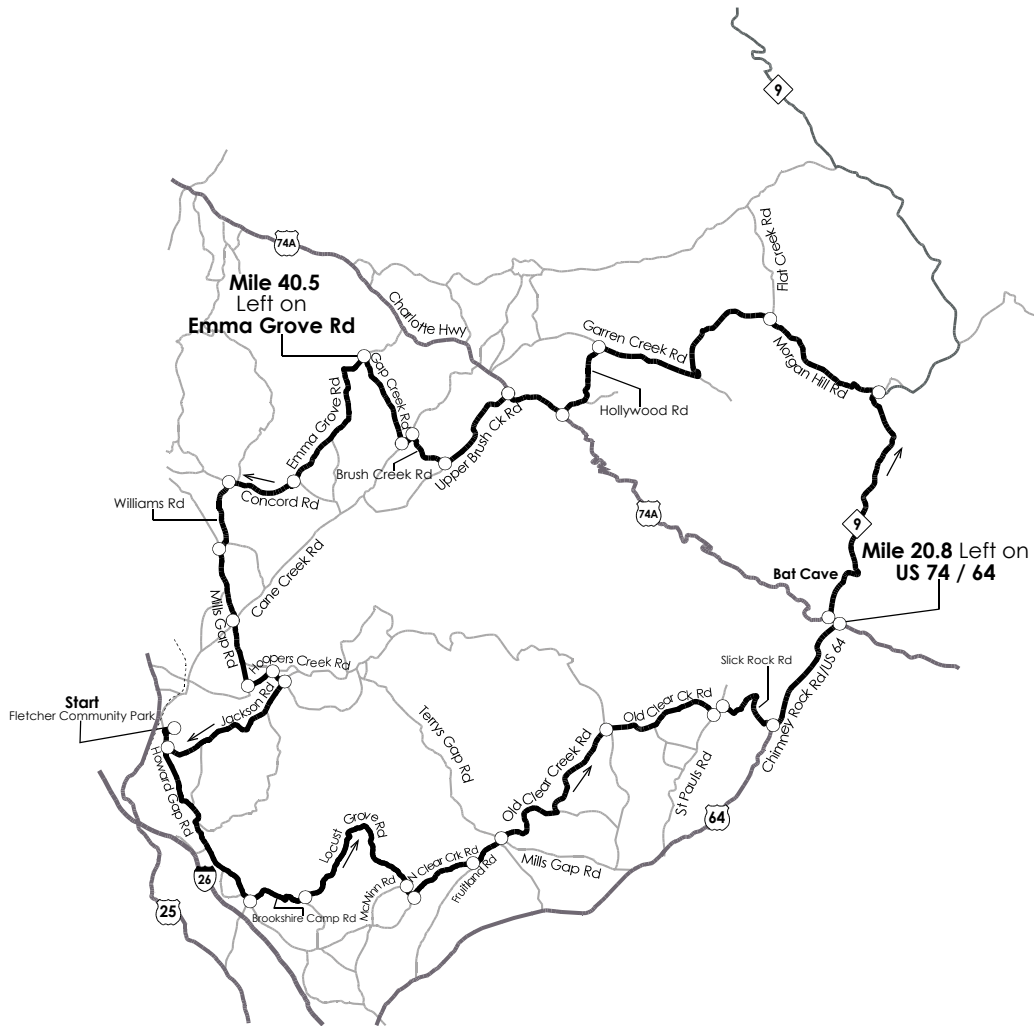 9
74A
Flat Creek Rd
Mile 40.5
Left on
Emma Grove Rd
Charlotte Hwy
Garren Creek Rd
Morgan Hill Rd
Gap Creek Rd
Emma Grove Rd
Hollywood Rd
Upper Brush Ck Rd
Brush Creek Rd
Concord Rd
Williams Rd
74A
9
Mile 20.8 Left on
US 74 / 64
Bat Cave
Cane Creek Rd
Mills Gap Rd
Hoopers Creek Rd
Slick Rock Rd
Chimney Rock Rd/US 64
Start
Fletcher Community Park
Jackson Rd
Old Clear Ck Rd
Terrys Gap Rd
Howard Gap Rd
Old Clear Creek Rd
St Pauls Rd
64
Locust Grove Rd
N Clear Crk Rd
Mills Gap Rd
Fruitland Rd
McMinn Rd
26
25
Brookshire Camp Rd